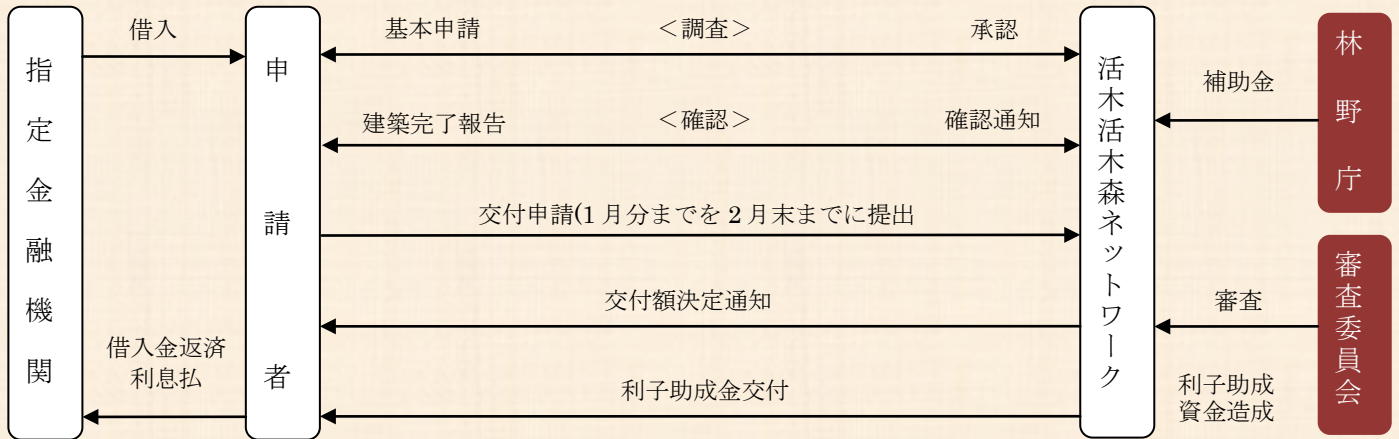 指定金融機関
借入
借入金返済
利息払
申請者
基本申請 ＜調査＞ 承認
建築完了報告 ＜確認＞ 確認通知
交付申請(1月分までを2月末までに提出
交付額決定通知
利子助成金交付
活木活木森ネットワーク
補助金
審査
利子助成
資金造成
林野庁
審査委員会